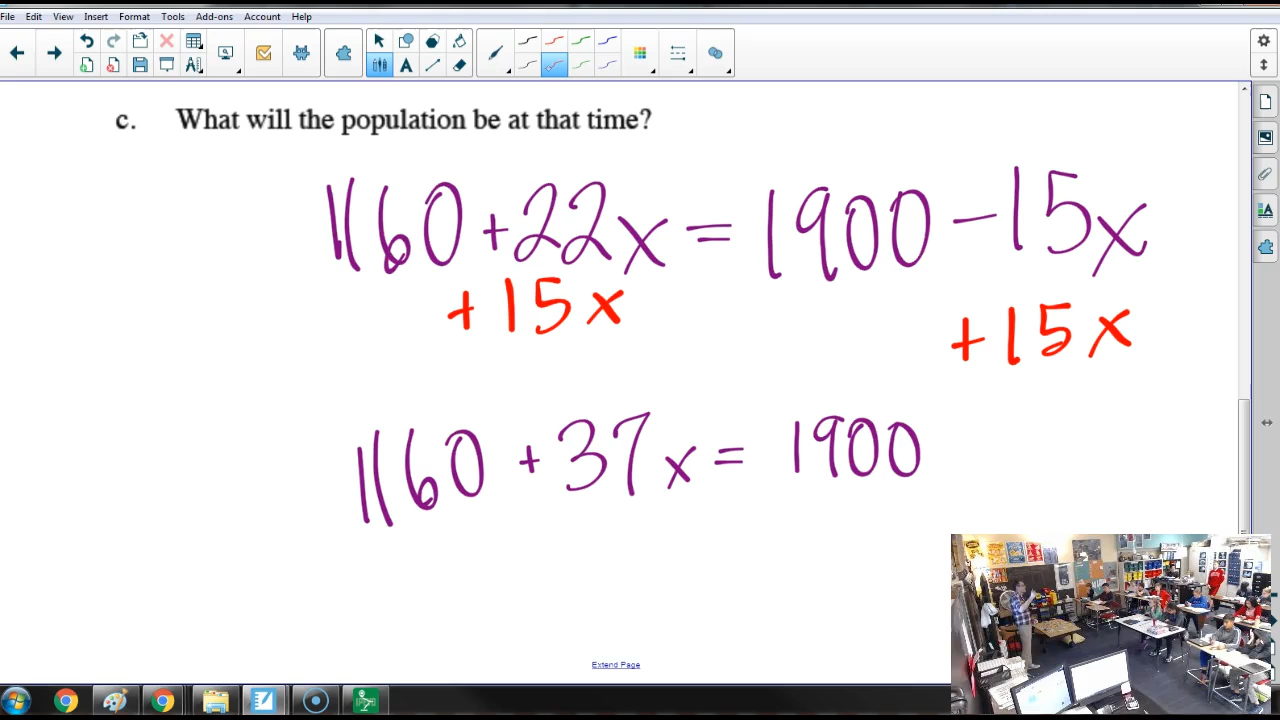 File Edit View Insert Format Tools Add-ons Account Help
c. What will the population be at that time?
1160 +22x = 1900 -15x
+15x +15x
1160 + 37x = 1900
Extend Page